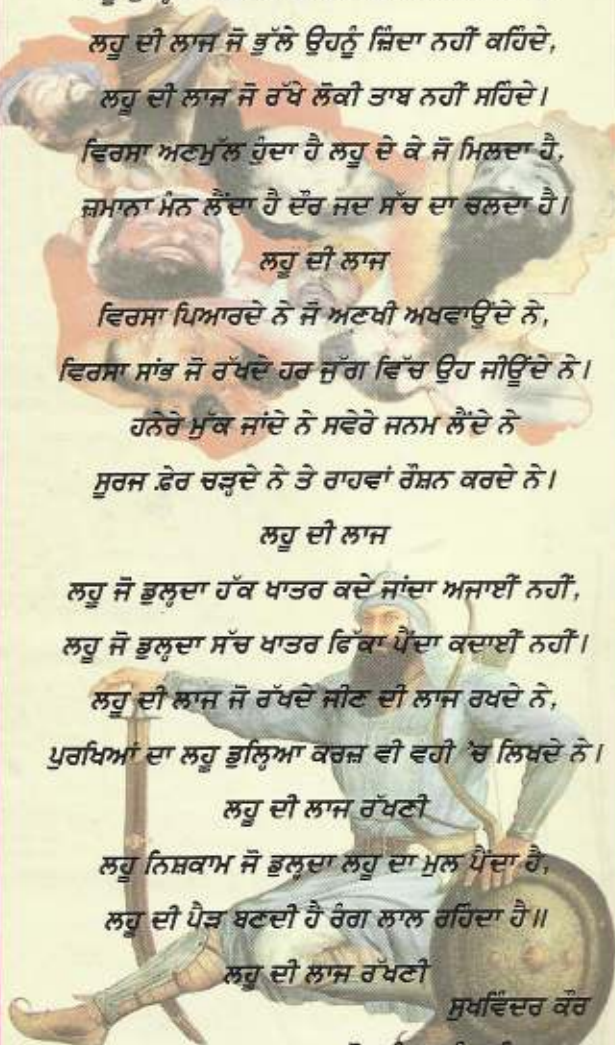 ਲਹੂ ਦੀ ਲਾਜ ਜੋ ਭੁੱਲੇ ਉਹਨੂੰ ਜ਼ਿੰਦਾ ਨਹੀਂ ਕਹਿੰਦੇ,
ਲਹੂ ਦੀ ਲਾਜ ਜੋ ਰੱਖੇ ਲੋਕੀ ਤਾਬ ਨਹੀਂ ਸਹਿੰਦੇ।
ਵਿਰਸਾ ਅਣਮੁੱਲ ਹੁੰਦਾ ਹੈ ਲਹੂ ਦੇ ਕੇ ਜੋ ਮਿਲਦਾ ਹੈ,
ਜ਼ਮਾਨਾ ਮੰਨ ਲੈਂਦਾ ਹੈ ਦੌਰ ਜਦ ਸੱਚ ਦਾ ਚਲਦਾ ਹੈ।
ਲਹੂ ਦੀ ਲਾਜ
ਵਿਰਸਾ ਪਿਆਰਦੇ ਨੇ ਜੋ ਅਣਖੀ ਅਖਵਾਉਂਦੇ ਨੇ,
ਵਿਰਸਾ ਸਾਂਭ ਜੋ ਰੱਖਦੇ ਹਰ ਜੁੱਗ ਵਿੱਚ ਉਹ ਜੀਊਂਦੇ ਨੇ।
ਹਨੇਰੇ ਮੁੱਕ ਜਾਂਦੇ ਨੇ ਸਵੇਰੇ ਜਨਮ ਲੈਂਦੇ ਨੇ
ਸੂਰਜ ਫ਼ੇਰ ਚੜ੍ਹਦੇ ਨੇ ਤੇ ਰਾਹਵਾਂ ਰੌਸ਼ਨ ਕਰਦੇ ਨੇ।
ਲਹੂ ਦੀ ਲਾਜ
ਲਹੂ ਜੋ ਡੁਲ੍ਹਦਾ ਹੱਕ ਖਾਤਰ ਕਦੇ ਜਾਂਦਾ ਅਜਾਈਂ ਨਹੀਂ,
ਲਹੂ ਜੋ ਡੁਲ੍ਹਦਾ ਸੱਚ ਖਾਤਰ ਫਿੱਕਾ ਪੈਂਦਾ ਕਦਾਈਂ ਨਹੀਂ।
ਲਹੂ ਦੀ ਲਾਜ ਜੋ ਰੱਖਦੇ ਜੀਣ ਦੀ ਲਾਜ ਰਖਦੇ ਨੇ,
ਪੁਰਖਿਆਂ ਦਾ ਲਹੂ ਡੁਲ੍ਹਿਆ ਕਰਜ਼ ਵੀ ਵਹੀ 'ਚ ਲਿਖਦੇ ਨੇ।
ਲਹੂ ਦੀ ਲਾਜ ਰੱਖਣੀ
ਲਹੂ ਨਿਸ਼ਕਾਮ ਜੋ ਡੁਲ੍ਹਦਾ ਲਹੂ ਦਾ ਮੁਲ ਪੈਂਦਾ ਹੈ,
ਲਹੂ ਦੀ ਪੈੜ ਬਣਦੀ ਹੈ ਰੰਗ ਲਾਲ ਰਹਿੰਦਾ ਹੈ॥
ਲਹੂ ਦੀ ਲਾਜ ਰੱਖਣੀ
ਸੁਖਵਿੰਦਰ ਕੌਰ